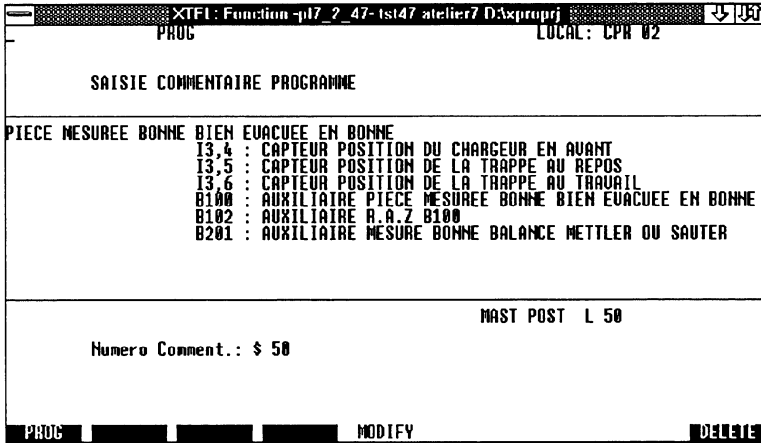 XTFL: Function -pl7_2_47- tst47 atelier7 D:\xproprj
PROG LOCAL: CPR 02
SAISIE COMMENTAIRE PROGRAMME
PIECE MESUREE BONNE BIEN EVACUEE EN BONNE
I3,4 : CAPTEUR POSITION DU CHARGEUR EN AVANT
I3,5 : CAPTEUR POSITION DE LA TRAPPE AU REPOS
I3,6 : CAPTEUR POSITION DE LA TRAPPE AU TRAVAIL
B100 : AUXILIAIRE PIECE MESUREE BONNE BIEN EVACUEE EN BONNE
B102 : AUXILIAIRE R.A.Z B100
B201 : AUXILIAIRE MESURE BONNE BALANCE METTLER OU SAUTER
MAST POST L 50
Numero Comment.: $ 50
PROG MODIFY DELETE